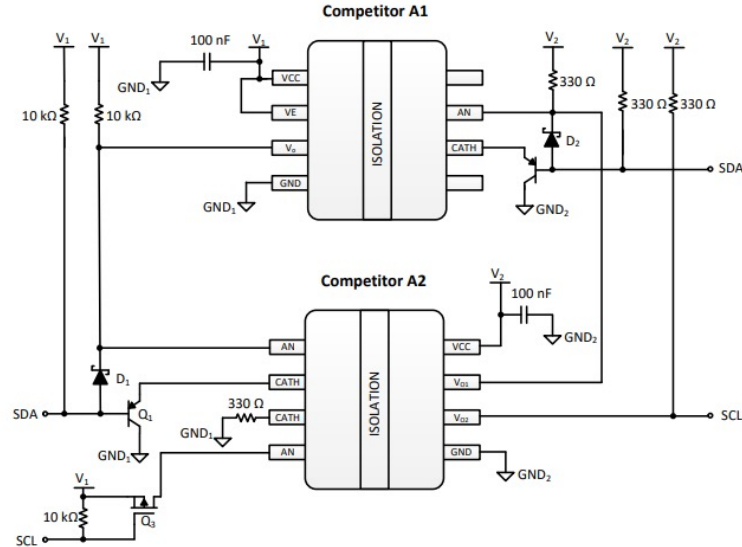 Competitor A1
V1
V1
100 nF
V1
GND1
10 kΩ
10 kΩ
VCC
VE
Vo
GND
GND1
ISOLATION
AN
CATH
V2
V2
V2
330 Ω
330 Ω
330 Ω
D2
SDA
GND2
Competitor A2
V2
100 nF
GND2
AN
CATH
CATH
AN
ISOLATION
VCC
VO1
VO2
GND
GND2
SCL
D1
SDA
Q1
330 Ω
GND1
GND1
V1
10 kΩ
Q3
SCL